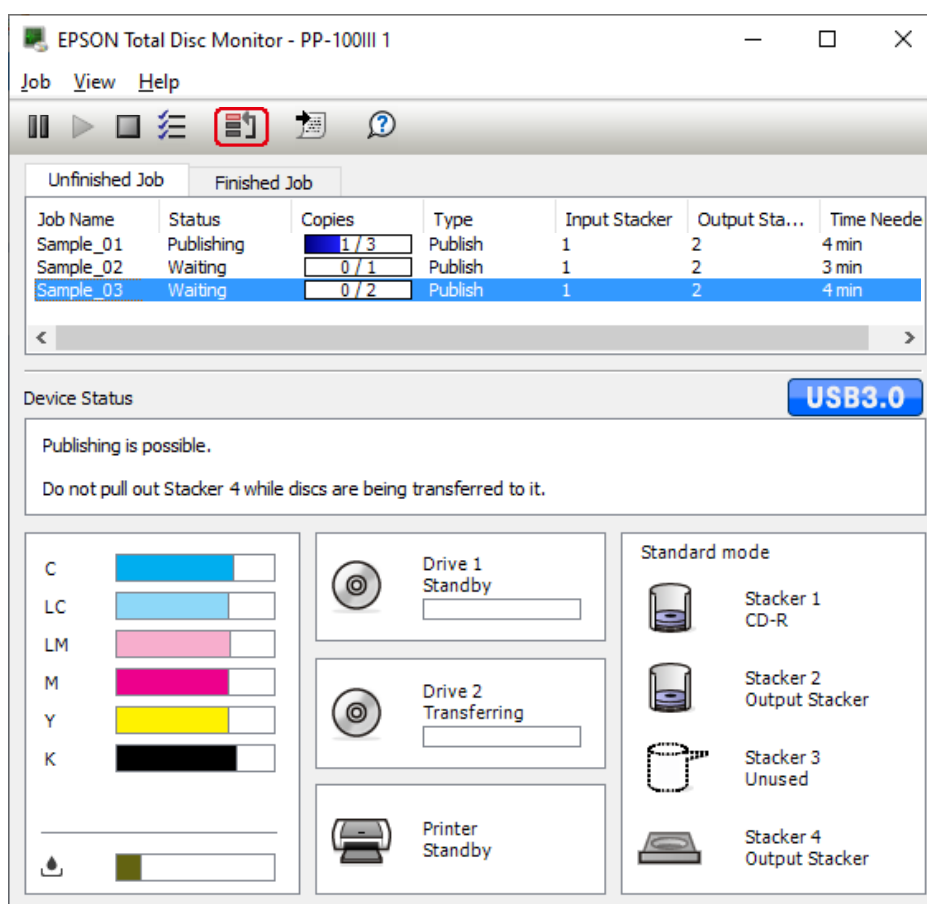 EPSON Total Disc Monitor - PP-100III 1
Job View Help
Unfinished Job Finished Job
Job Name Status Copies Type Input Stacker Output Sta... Time Neede
Sample_01 Publishing 1 / 3 Publish 1 2 4 min
Sample_02 Waiting 0 / 1 Publish 1 2 3 min
Sample_03 Waiting 0 / 2 Publish 1 2 4 min
Device Status USB3.0
Publishing is possible.
Do not pull out Stacker 4 while discs are being transferred to it.
C
LC
LM
M
Y
K
Drive 1
Standby
Drive 2
Transferring
Printer
Standby
Standard mode
Stacker 1
CD-R
Stacker 2
Output Stacker
Stacker 3
Unused
Stacker 4
Output Stacker